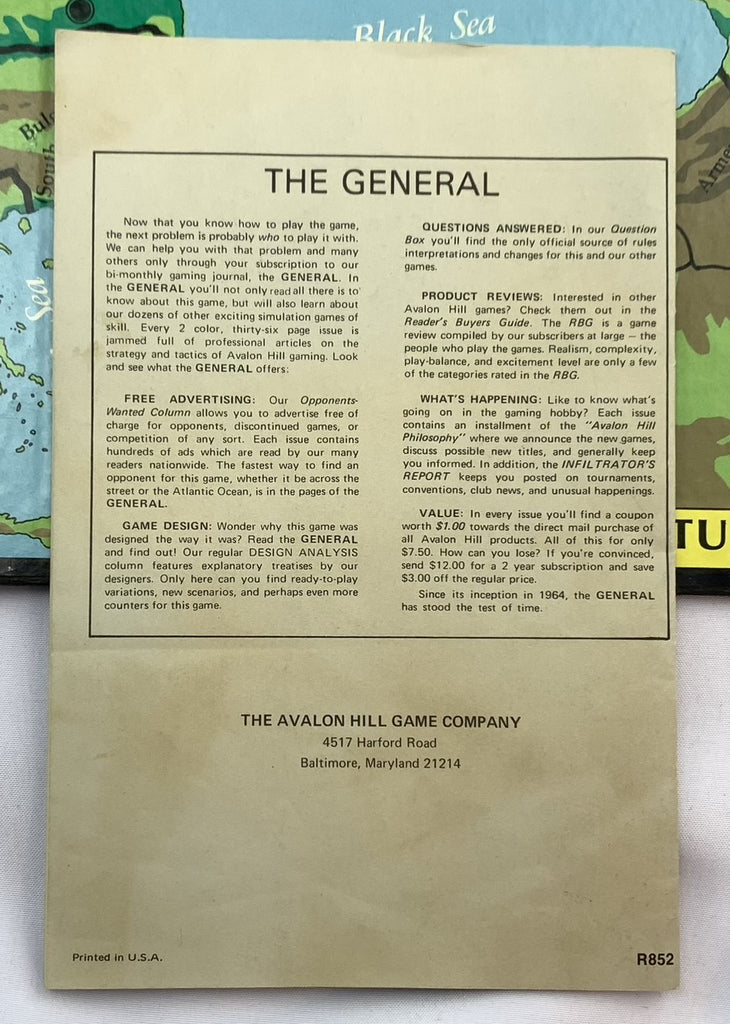 Black Sea
Bulg
South
Sea
Arme
TU
THE GENERAL
Now that you know how to play the game,
the next problem is probably who to play it with.
We can help you with that problem and many
others only through your subscription to our
bi-monthly gaming journal, the GENERAL. In
the GENERAL you'll not only read all there is to
know about this game, but will also learn about
our dozens of other exciting simulation games of
skill. Every 2 color, thirty-six page issue is
jammed full of professional articles on the
strategy and tactics of Avalon Hill gaming. Look
and see what the GENERAL offers:
FREE ADVERTISING: Our Opponents-
Wanted Column allows you to advertise free of
charge for opponents, discontinued games, or
competition of any sort. Each issue contains
hundreds of ads which are read by our many
readers nationwide. The fastest way to find an
opponent for this game, whether it be across the
street or the Atlantic Ocean, is in the pages of the
GENERAL.
GAME DESIGN: Wonder why this game was
designed the way it was? Read the GENERAL
and find out! Our regular DESIGN ANALYSIS
column features explanatory treatises by our
designers. Only here can you find ready-to-play
variations, new scenarios, and perhaps even more
counters for this game.
QUESTIONS ANSWERED: In our Question
Box you'll find the only official source of rules
interpretations and changes for this and our other
games.
PRODUCT REVIEWS: Interested in other
Avalon Hill games? Check them out in the
Reader's Buyers Guide. The RBG is a game
review compiled by our subscribers at large — the
people who play the games. Realism, complexity,
play-balance, and excitement level are only a few
of the categories rated in the RBG.
WHAT'S HAPPENING: Like to know what's
going on in the gaming hobby? Each issue
contains an installment of the "Avalon Hill
Philosophy" where we announce the new games,
discuss possible new titles, and generally keep
you informed. In addition, the INFILTRATOR'S
REPORT keeps you posted on tournaments,
conventions, club news, and unusual happenings.
VALUE: In every issue you'll find a coupon
worth $1.00 towards the direct mail purchase of
all Avalon Hill products. All of this for only
$7.50. How can you lose? If you're convinced,
send $12.00 for a 2 year subscription and save
$3.00 off the regular price.
Since its inception in 1964, the GENERAL
has stood the test of time.
THE AVALON HILL GAME COMPANY
4517 Harford Road
Baltimore, Maryland 21214
Printed in U.S.A.
R852